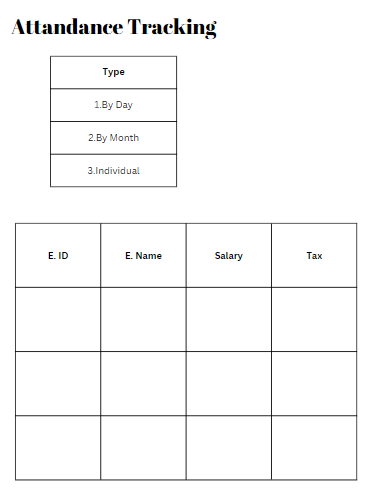 Attandance Tracking
Type
1.By Day
2.By Month
3.Individual
E. ID E. Name Salary Tax